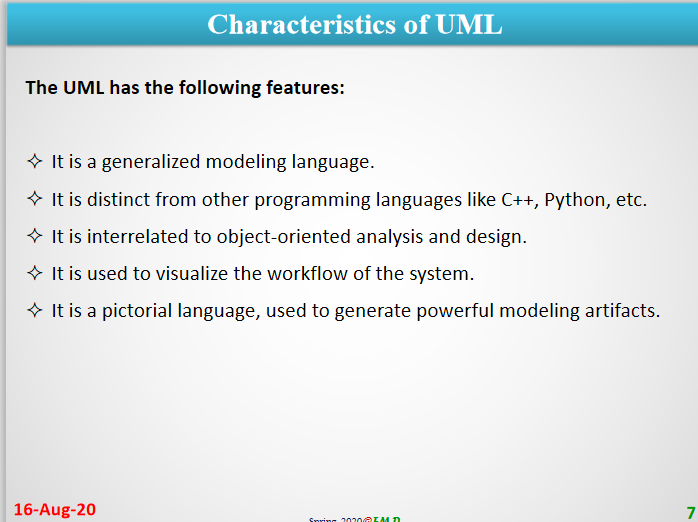 Characteristics of UML
The UML has the following features:
✧ It is a generalized modeling language.
✧ It is distinct from other programming languages like C++, Python, etc.
✧ It is interrelated to object-oriented analysis and design.
✧ It is used to visualize the workflow of the system.
✧ It is a pictorial language, used to generate powerful modeling artifacts.
16-Aug-20
Spring, 2020@
7